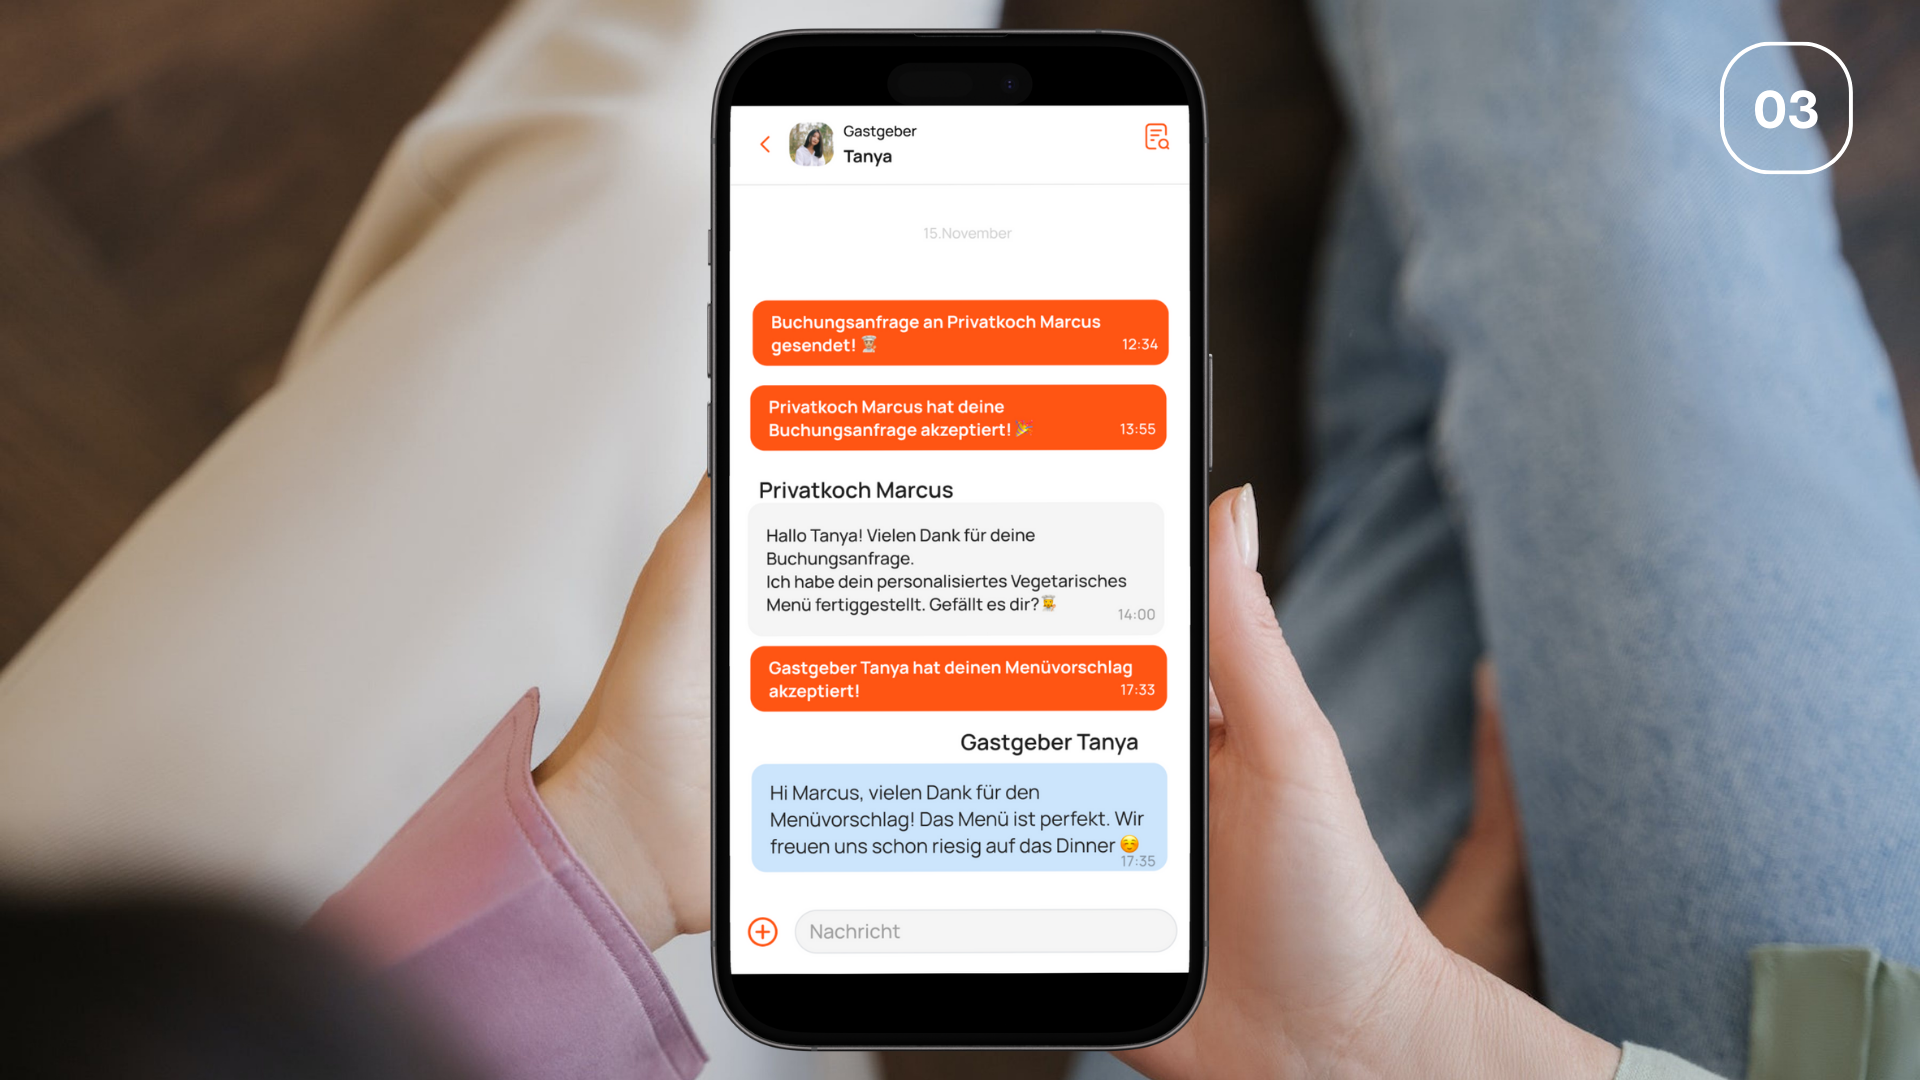 03
Gastgeber
Tanya
15.November
Buchungsanfrage an Privatkoch Marcus
gesendet! 👨‍🍳
12:34
Privatkoch Marcus hat deine
Buchungsanfrage akzeptiert! 🎉
13:55
Privatkoch Marcus
Hallo Tanya! Vielen Dank für deine
Buchungsanfrage.
Ich habe dein personalisiertes Vegetarisches
Menü fertiggestellt. Gefällt es dir?👨‍🍳
14:00
Gastgeber Tanya hat deinen Menüvorschlag
akzeptiert!
17:33
Gastgeber Tanya
Hi Marcus, vielen Dank für den
Menüvorschlag! Das Menü ist perfekt. Wir
freuen uns schon riesig auf das Dinner ☺️
17:35
Nachricht